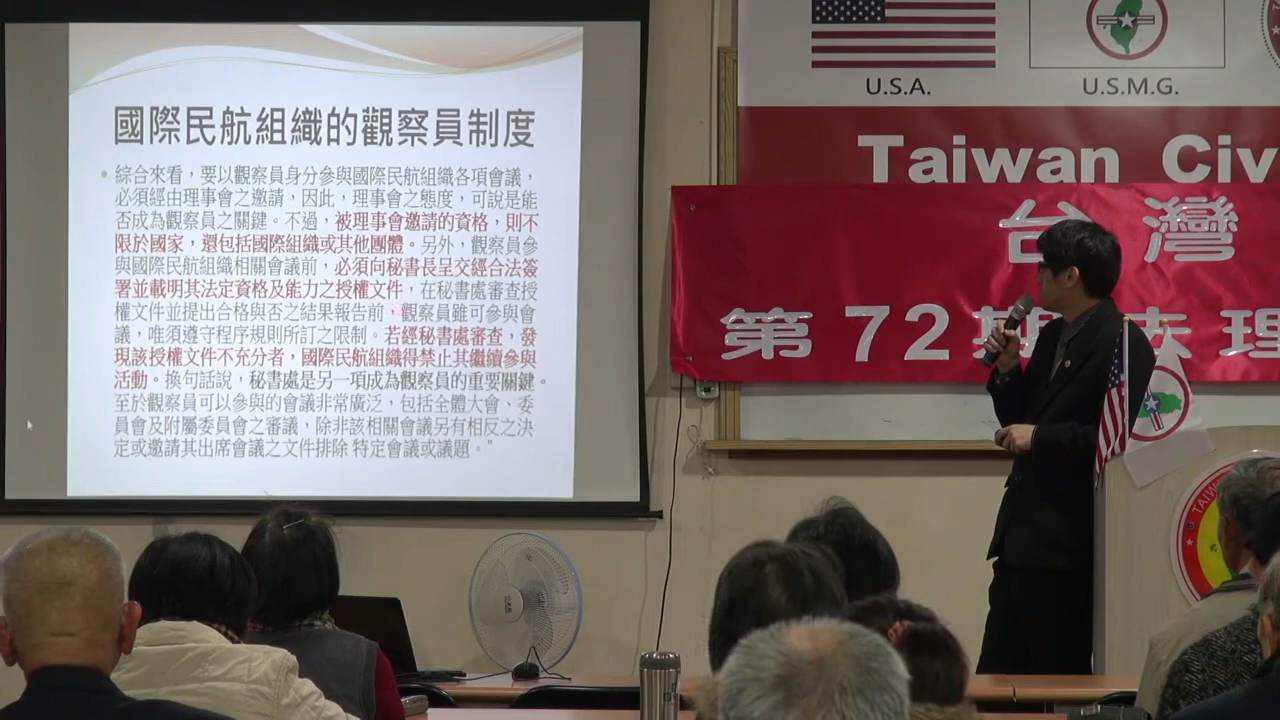 國際民航組織的觀察員制度
• 綜合來看，要以觀察員身分參與國際民航組織各項會議，
必須經由理事會之邀請，因此，理事會之態度，可說是能
否成為觀察員之關鍵。不過，被理事會邀請的資格，則不
限於國家，還包括國際組織或其他團體。另外，觀察員參
與國際民航組織相關會議前，必須向秘書長呈交經合法簽
署並載明其法定資格及能力之授權文件，在秘書處審查授
權文件並提出合格與否之結果報告前，觀察員雖可參與會
議，唯須遵守程序規則所訂之限制。若經秘書處審查，發
現該授權文件不充分者，國際民航組織得禁止其繼續參與
活動。換句話說，秘書處是另一項成為觀察員的重要關鍵。
至於觀察員可以參與的會議非常廣泛，包括全體大會、委
員會及附屬委員會之審議，除非該相關會議另有相反之決
定或邀請其出席會議之文件排除 特定會議或議題。”
U.S.A.
U.S.M.G.
Taiwan Civ
台灣
第72期法理
TAIW